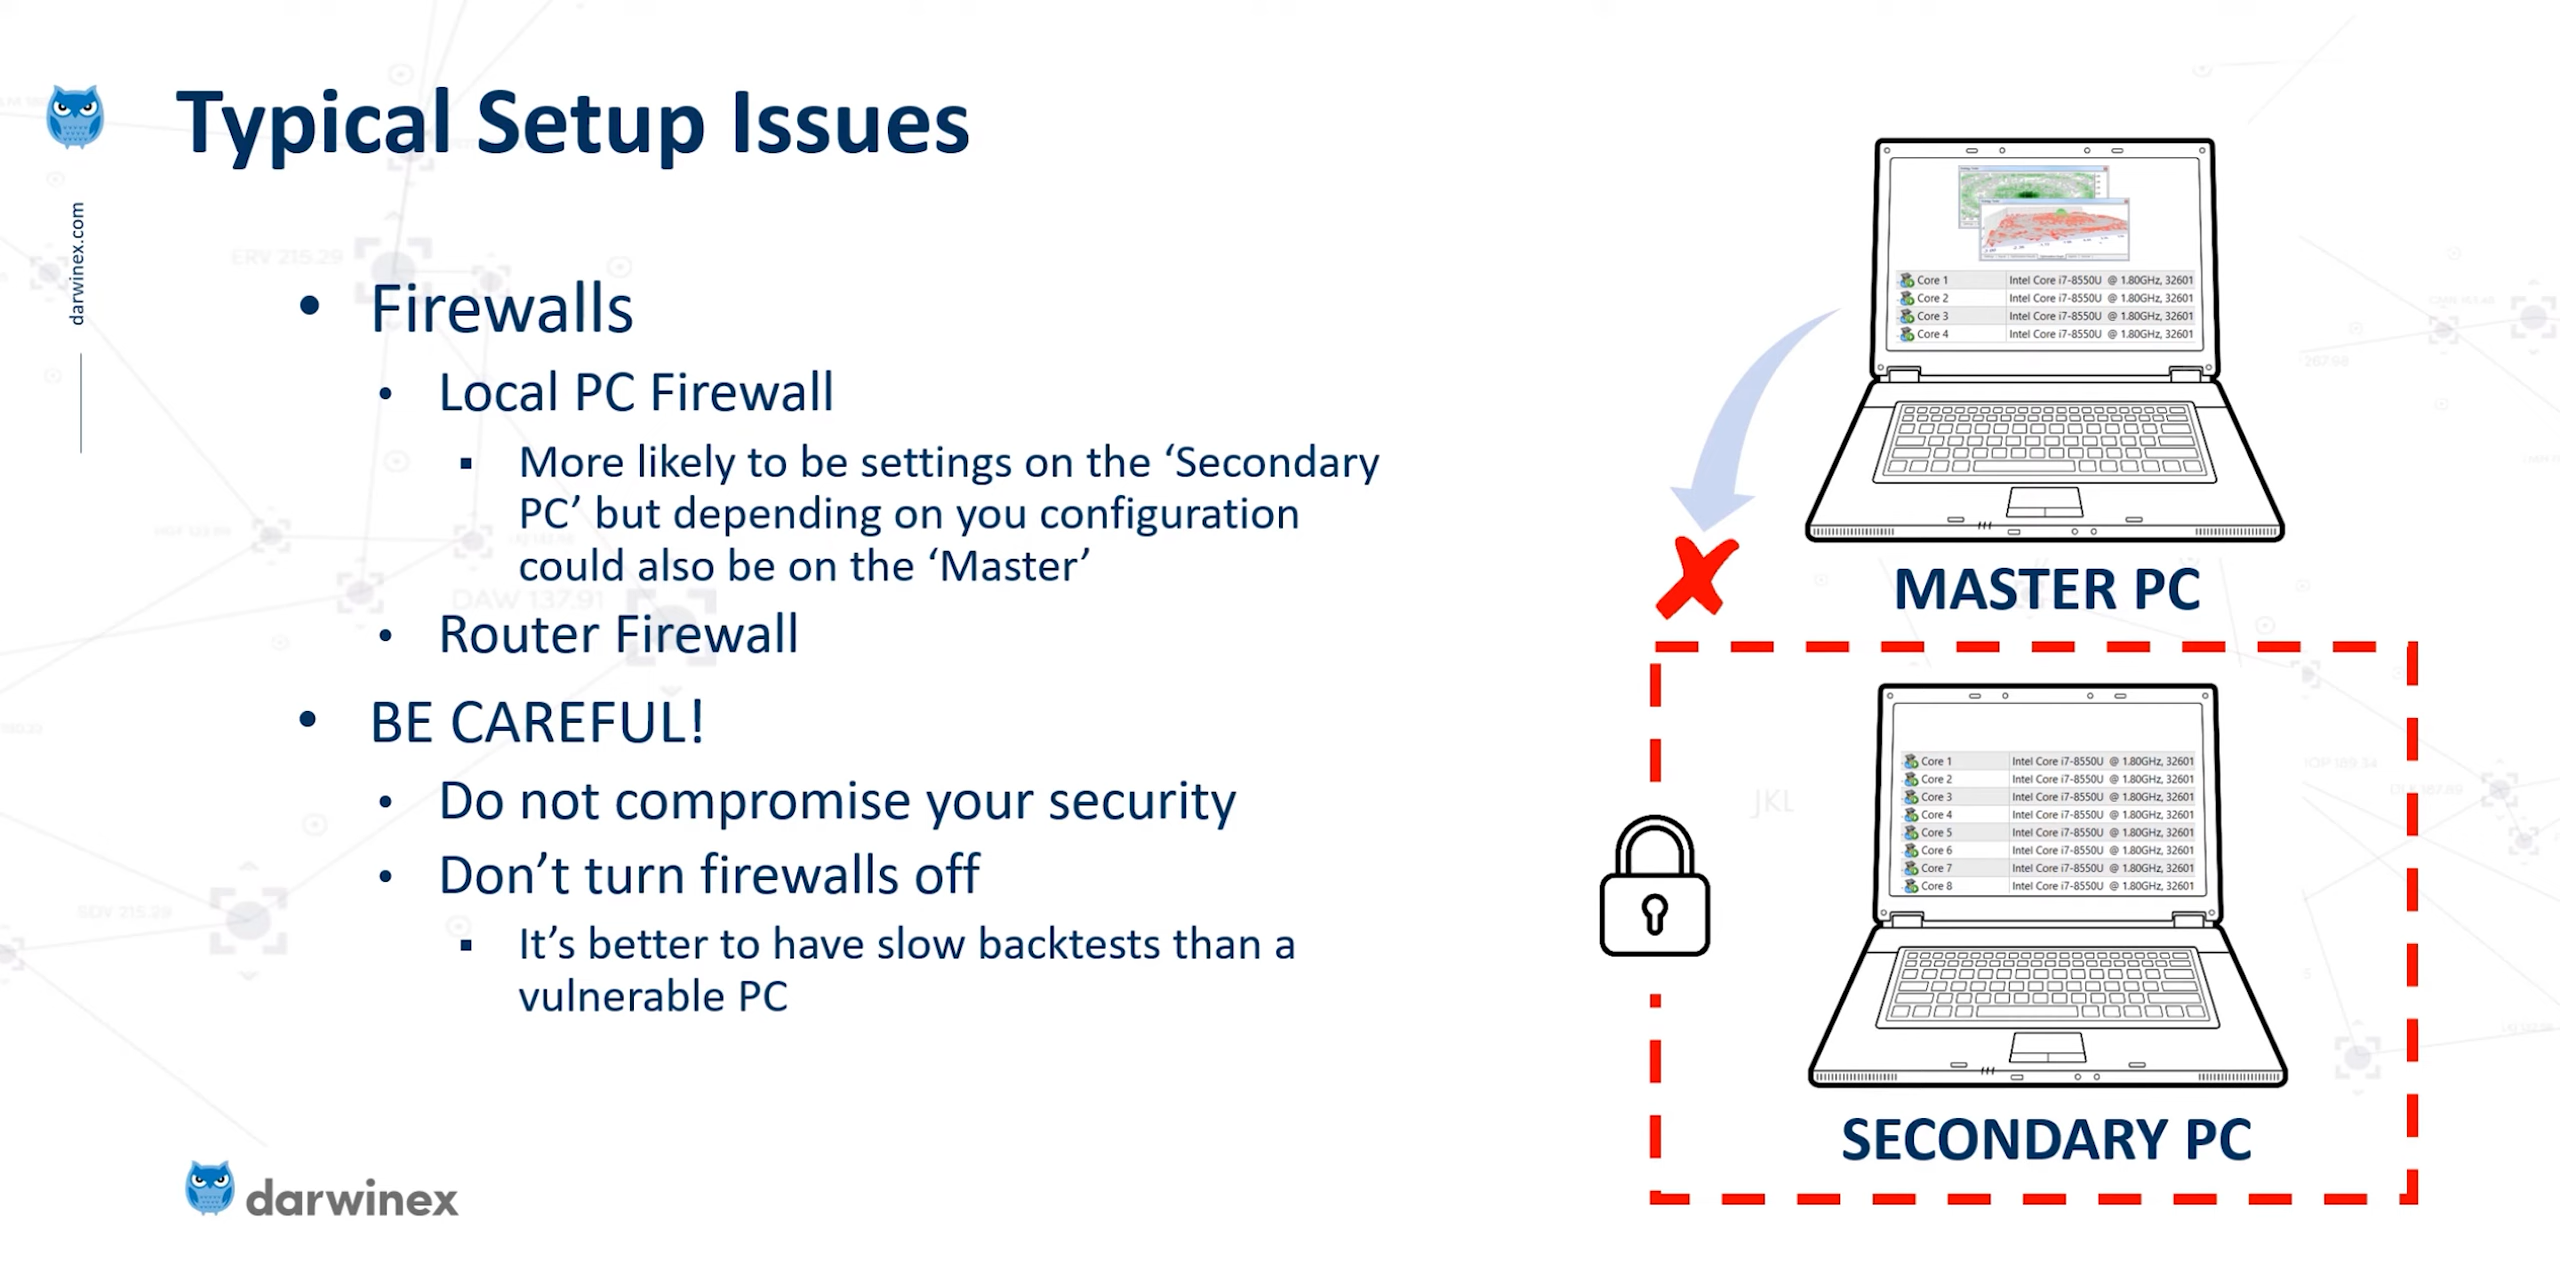 Typical Setup Issues
darwinex.com
• Firewalls
• Local PC Firewall
▪ More likely to be settings on the ‘Secondary
PC’ but depending on you configuration
could also be on the ‘Master’
• Router Firewall
• BE CAREFUL!
• Do not compromise your security
• Don’t turn firewalls off
▪ It’s better to have slow backtests than a
vulnerable PC
darwinex
Core 1 Intel Core i7-8550U @ 1.80GHz, 32601
Core 2 Intel Core i7-8550U @ 1.80GHz, 32601
Core 3 Intel Core i7-8550U @ 1.80GHz, 32601
Core 4 Intel Core i7-8550U @ 1.80GHz, 32601
MASTER PC
Core 1 Intel Core i7-8550U @ 1.80GHz, 32601
Core 2 Intel Core i7-8550U @ 1.80GHz, 32601
Core 3 Intel Core i7-8550U @ 1.80GHz, 32601
Core 4 Intel Core i7-8550U @ 1.80GHz, 32601
Core 5 Intel Core i7-8550U @ 1.80GHz, 32601
Core 6 Intel Core i7-8550U @ 1.80GHz, 32601
Core 7 Intel Core i7-8550U @ 1.80GHz, 32601
Core 8 Intel Core i7-8550U @ 1.80GHz, 32601
SECONDARY PC
ERV 215.29
DAW 137.91
JKL